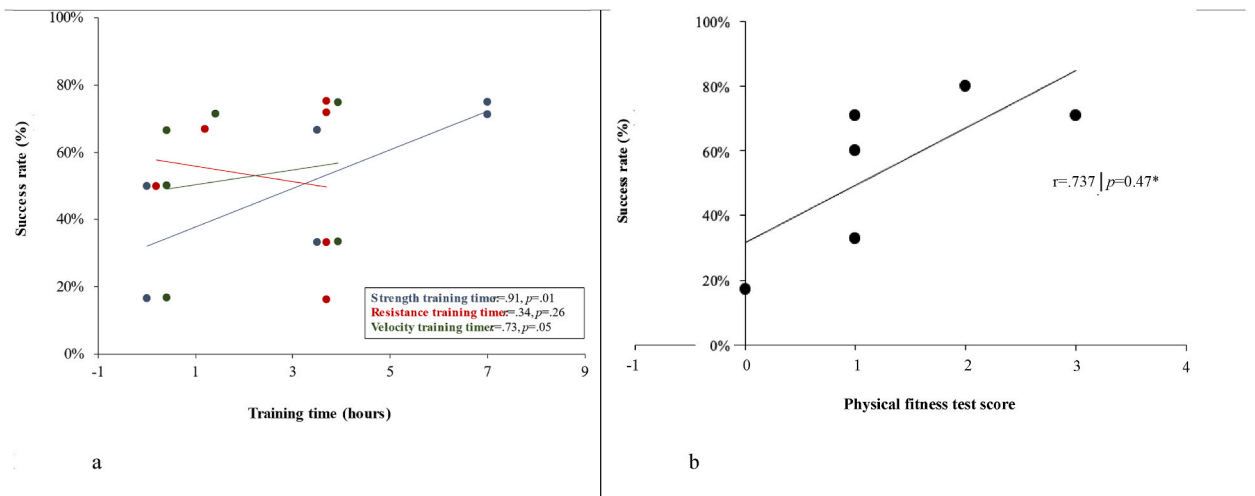 100%
80%
60%
40%
20%
0%
Success rate (%)
-1 1 3 5 7 9
Training time (hours)
Strength training time: r=.91, p=.01
Resistance training time: r=.34, p=.26
Velocity training time: r=.73, p=.05
a
100%
80%
60%
40%
20%
0%
Success rate (%)
-1 0 1 2 3 4
Physical fitness test score
r=.737 | p=0.47*
b